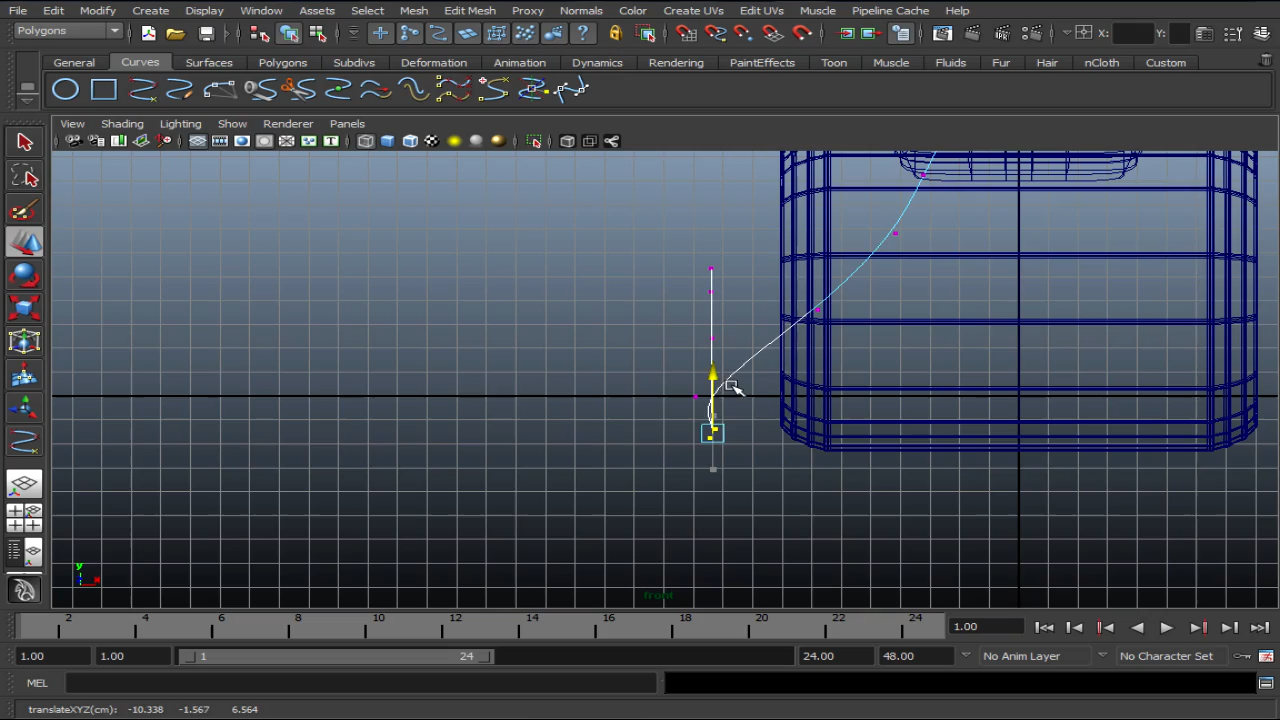 File Edit Modify Create Display Window Assets Select Mesh Edit Mesh Proxy Normals Color Create UVs Edit UVs Muscle Pipeline Cache Help
Polygons X: Y:
General Curves Surfaces Polygons Subdivs Deformation Animation Dynamics Rendering PaintEffects Toon Muscle Fluids Fur Hair nCloth Custom
View Shading Lighting Show Renderer Panels
y
x
front
2 4 6 8 10 12 14 16 18 20 22 24 1.00
1.00 1.00 1 24 24.00 48.00 No Anim Layer No Character Set
MEL
translateXYZ(cm): -10.338 -1.567 6.564